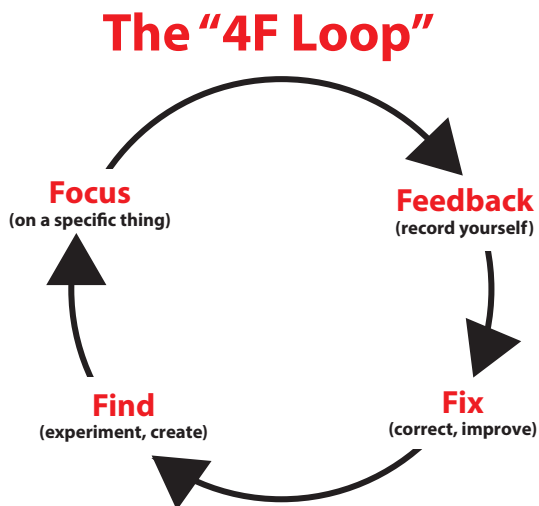 The “4F Loop”
Focus
(on a specific thing)
Feedback
(record yourself)
Fix
(correct, improve)
Find
(experiment, create)